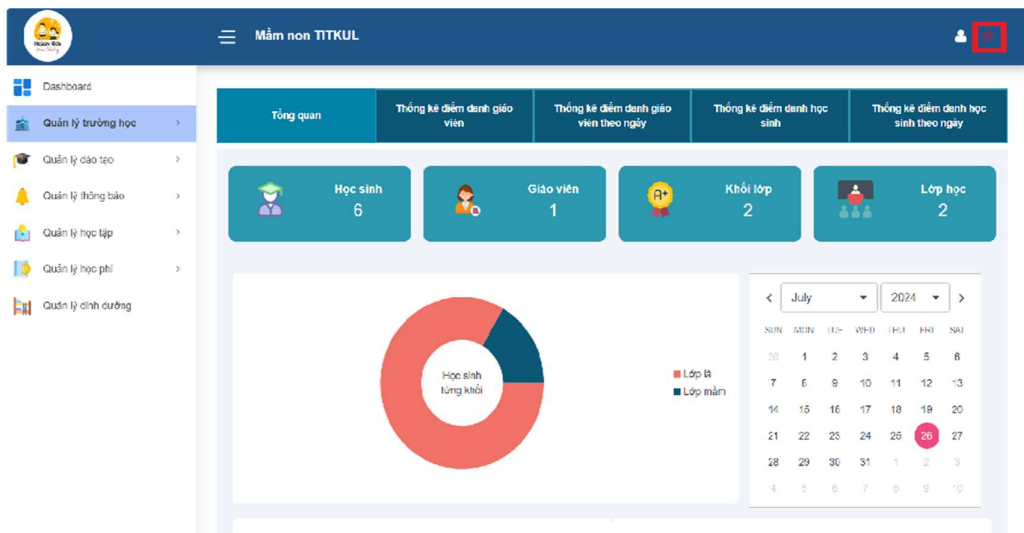 Happy Kids
Mầm non TITKUL
Dashboard
Quản lý trường học
Quản lý đào tạo
Quản lý thông báo
Quản lý học tập
Quản lý học phí
Quản lý dinh dưỡng
Tổng quan
Thống kê điểm danh giáo
viên
Thống kê điểm danh giáo
viên theo ngày
Thống kê điểm danh học
sinh
Thống kê điểm danh học
sinh theo ngày
Học sinh
6
Giáo viên
1
A+
Khối lớp
2
Lớp học
2
Học sinh
từng khối
Lớp lá
Lớp mầm
July 2024
SUN MON TUE WED THU FRI SAT
30 1 2 3 4 5 6
7 8 9 10 11 12 13
14 15 16 17 18 19 20
21 22 23 24 25 26 27
28 29 30 31 1 2 3
4 5 6 7 8 9 10